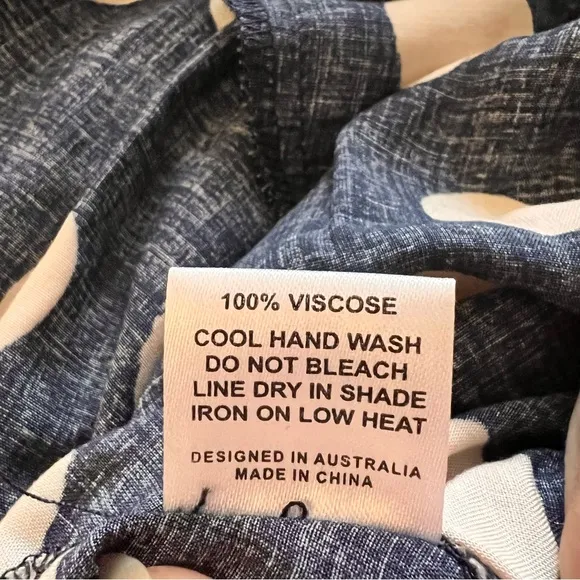 100% VISCOSE
COOL HAND WASH
DO NOT BLEACH
LINE DRY IN SHADE
IRON ON LOW HEAT
DESIGNED IN AUSTRALIA
MADE IN CHINA